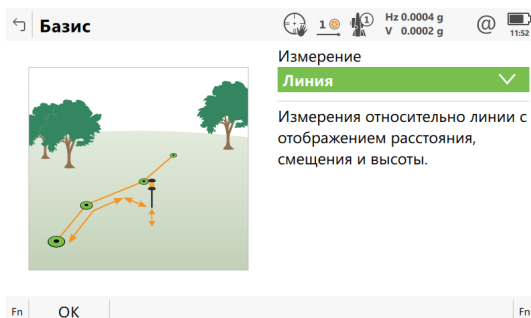 Базис
1
1
Hz 0.0004 g
V 0.0002 g
@
11:52
Измерение
Линия
Измерения относительно линии с
отображением расстояния,
смещения и высоты.
Fn OK Fn